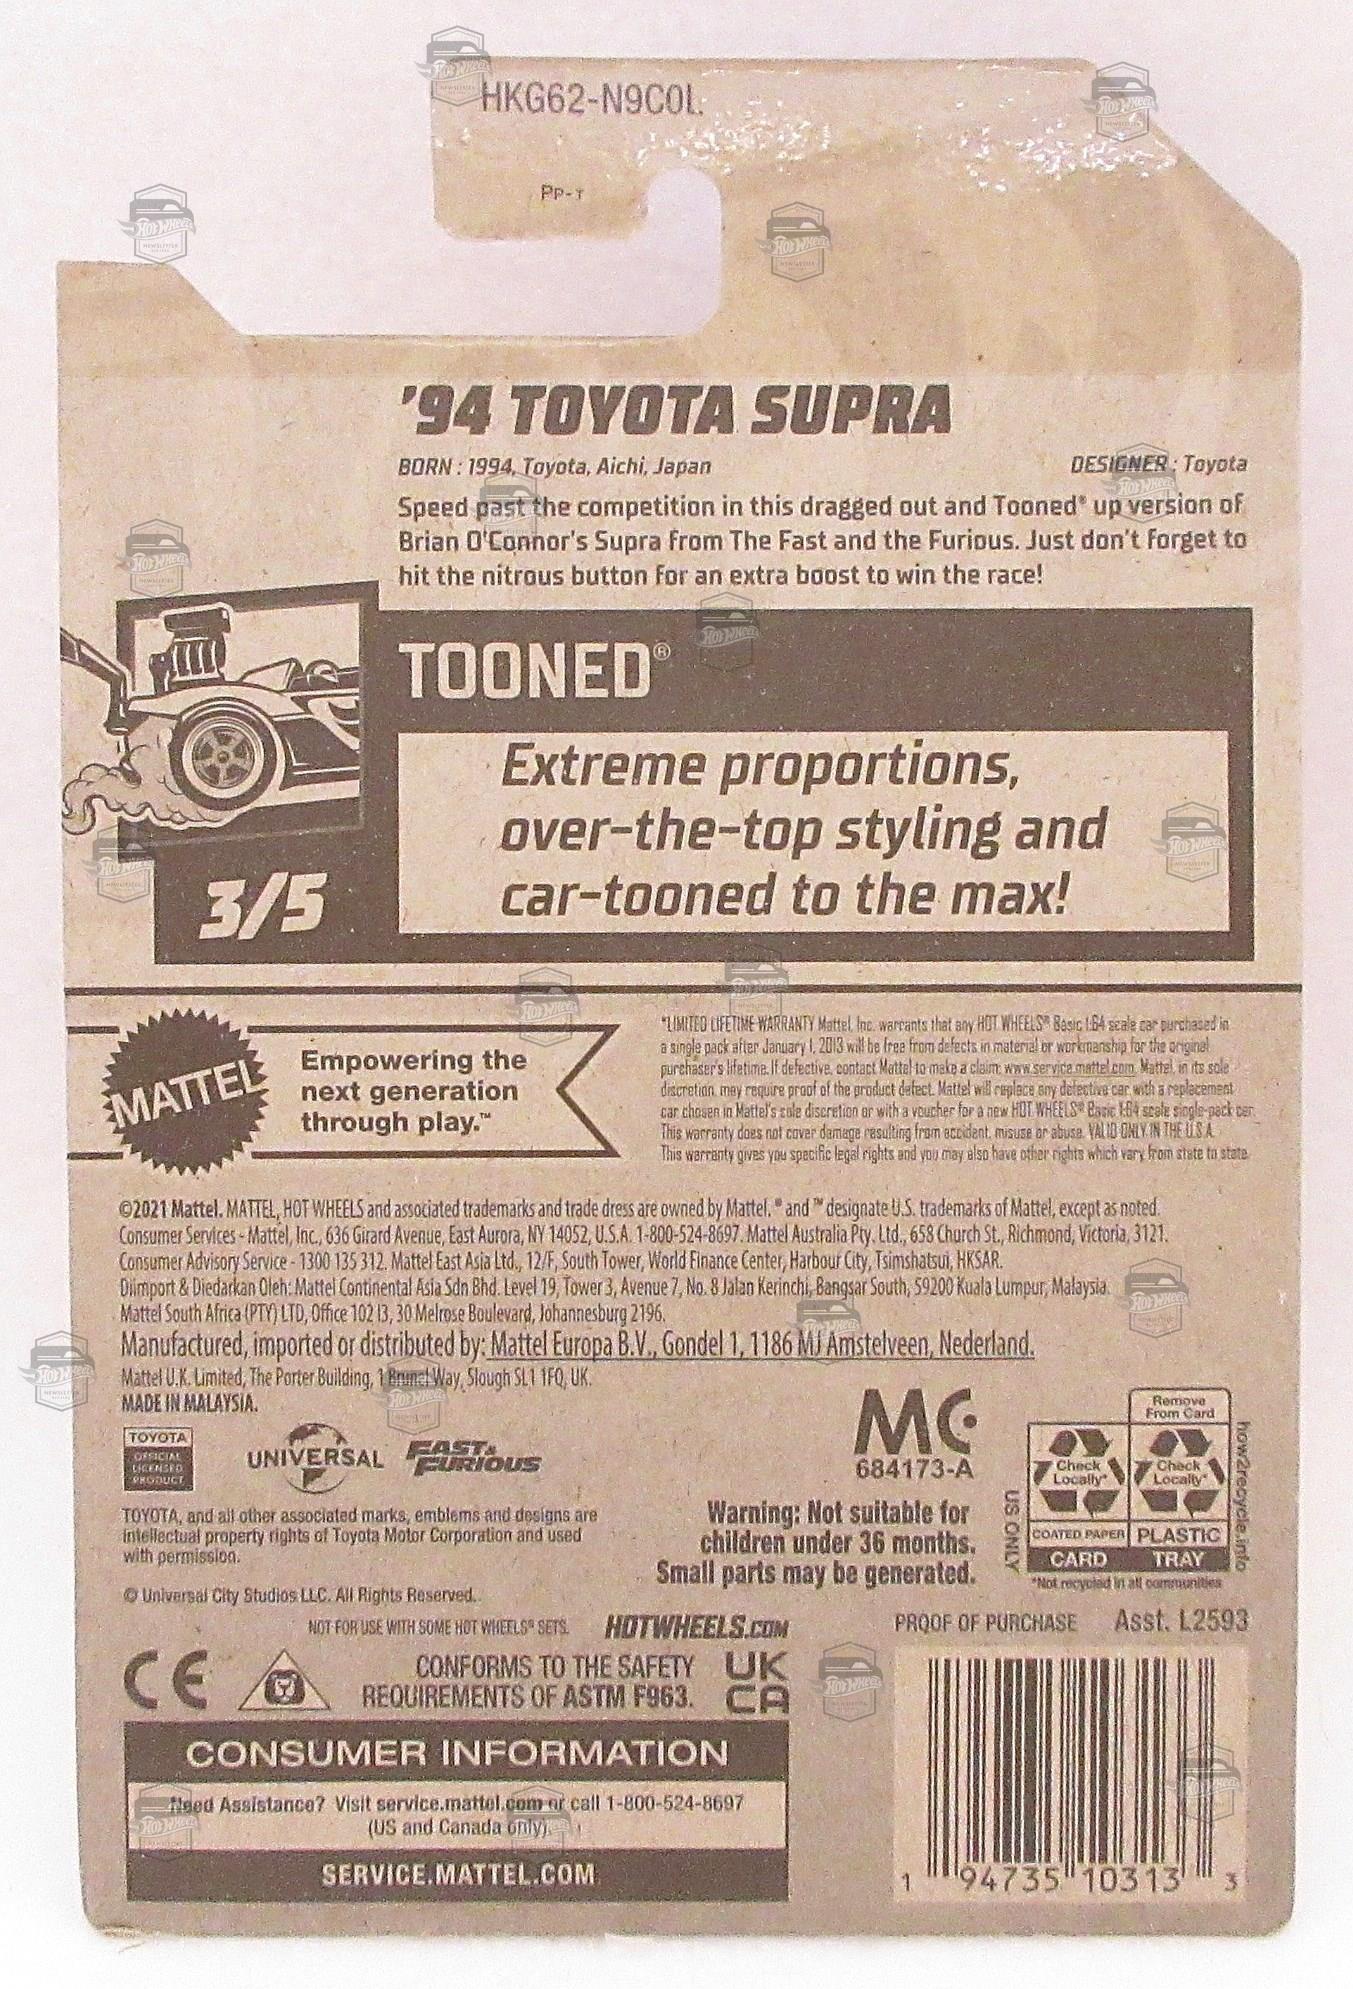 HKG62-N9C0L
PP-T
'94 TOYOTA SUPRA
BORN : 1994, Toyota, Aichi, Japan
DESIGNER : Toyota
Speed past the competition in this dragged out and Tooned® up version of
Brian O'Connor's Supra from The Fast and the Furious. Just don't forget to
hit the nitrous button for an extra boost to win the race!
TOONED®
Extreme proportions,
over-the-top styling and
car-tooned to the max!
3/5
MATTEL
Empowering the
next generation
through play.™
*LIMITED LIFETIME WARRANTY Mattel, Inc. warrants that any HOT WHEELS® Basic 1:64 scale car purchased in
a single pack after January 1, 2013 will be free from defects in material or workmanship for the original
purchaser's lifetime. If defective, contact Mattel to make a claim: www.service.mattel.com. Mattel, in its sole
discretion, may require proof of the product defect. Mattel will replace any defective car with a replacement
car chosen in Mattel's sole discretion or with a voucher for a new HOT WHEELS® Basic 1:64 scale single-pack car.
This warranty does not cover damage resulting from accident, misuse or abuse. VALID ONLY IN THE U.S.A.
This warranty gives you specific legal rights and you may also have other rights which vary from state to state.
©2021 Mattel. MATTEL, HOT WHEELS and associated trademarks and trade dress are owned by Mattel. ® and ™ designate U.S. trademarks of Mattel, except as noted.
Consumer Services - Mattel, Inc., 636 Girard Avenue, East Aurora, NY 14052, U.S.A. 1-800-524-8697. Mattel Australia Pty. Ltd., 658 Church St., Richmond, Victoria, 3121.
Consumer Advisory Service - 1300 135 312. Mattel East Asia Ltd., 12/F, South Tower, World Finance Center, Harbour City, Tsimshatsui, HKSAR.
Diimport & Diedarkan Oleh: Mattel Continental Asia Sdn Bhd. Level 19, Tower 3, Avenue 7, No. 8 Jalan Kerinchi, Bangsar South, 59200 Kuala Lumpur, Malaysia.
Mattel South Africa (PTY) LTD, Office 102 I3, 30 Melrose Boulevard, Johannesburg 2196.
Manufactured, imported or distributed by: Mattel Europa B.V., Gondel 1, 1186 MJ Amstelveen, Nederland.
Mattel U.K. Limited, The Porter Building, 1 Brunel Way, Slough SL1 1FQ, UK.
MADE IN MALAYSIA.
TOYOTA
OFFICIAL
LICENSED
PRODUCT
UNIVERSAL
FAST & FURIOUS
MC
684173-A
Remove
From Card
Check
Locally*
Check
Locally*
COATED PAPER
PLASTIC
CARD
TRAY
US ONLY
how2recycle.info
*Not recycled in all communities
TOYOTA, and all other associated marks, emblems and designs are
intellectual property rights of Toyota Motor Corporation and used
with permission.
Warning: Not suitable for
children under 36 months.
Small parts may be generated.
© Universal City Studios LLC. All Rights Reserved.
NOT FOR USE WITH SOME HOT WHEELS® SETS.
HOTWHEELS.COM
PROOF OF PURCHASE
Asst. L2593
CE
CONFORMS TO THE SAFETY
REQUIREMENTS OF ASTM F963.
UK
CA
CONSUMER INFORMATION
Need Assistance? Visit service.mattel.com or call 1-800-524-8697
(US and Canada only).
SERVICE.MATTEL.COM
1 94735 10313 3